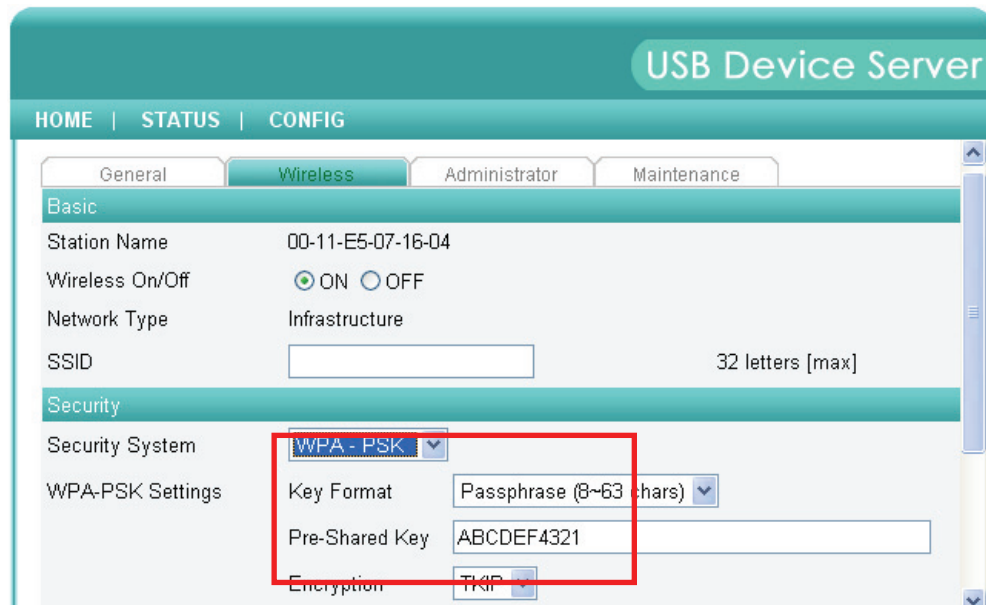 USB Device Server
HOME | STATUS | CONFIG
General Wireless Administrator Maintenance
Basic
Station Name 00-11-E5-07-16-04
Wireless On/Off ON OFF
Network Type Infrastructure
SSID 32 letters [max]
Security
Security System WPA - PSK
WPA-PSK Settings Key Format Passphrase (8~63 chars)
Pre-Shared Key ABCDEF4321
Encryption TKIP